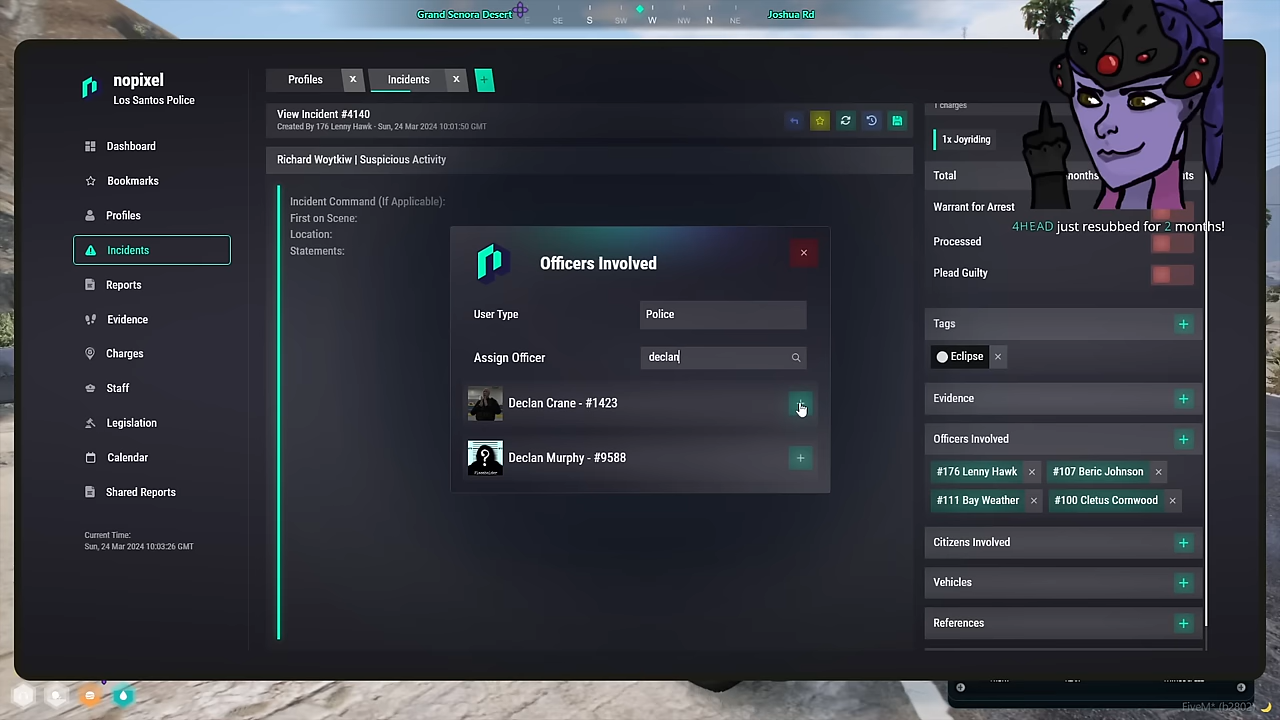 Grand Senora Desert
E
SE
S
SW
W
NW
N
NE
Joshua Rd
nopixel
Los Santos Police
Dashboard
Bookmarks
Profiles
Incidents
Reports
Evidence
Charges
Staff
Legislation
Calendar
Shared Reports
Current Time:
Sun, 24 Mar 2024 10:03:26 GMT
Profiles x Incidents x +
View Incident #4140
Created By 176 Lenny Hawk - Sun, 24 Mar 2024 10:01:50 GMT
Richard Woytkiw | Suspicious Activity
Incident Command (If Applicable):
First on Scene:
Location:
Statements:
Officers Involved
User Type Police
Assign Officer declan
Declan Crane - #1423
Declan Murphy - #9588
1 charges
1x Joyriding
Total
Warrant for Arrest
4HEAD just resubbed for 2 months!
Processed
Plead Guilty
Tags
Eclipse
Evidence
Officers Involved
#176 Lenny Hawk #107 Beric Johnson
#111 Bay Weather #100 Cletus Cornwood
Citizens Involved
Vehicles
References
FiveM* (b2802)